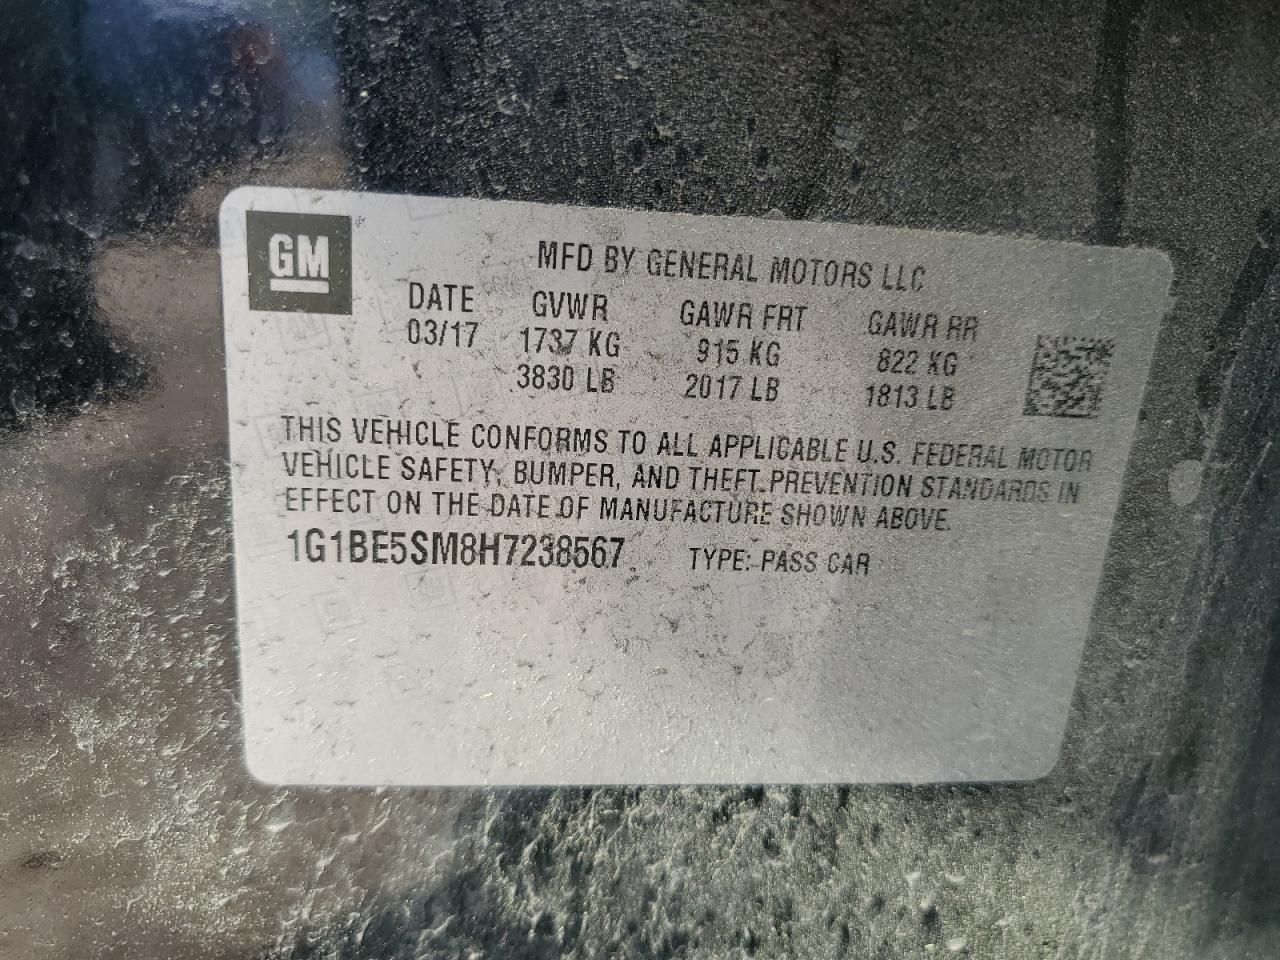 GM
MFD BY GENERAL MOTORS LLC
DATE GVWR GAWR FRT GAWR RR
03/17 1737 KG 915 KG 822 KG
3830 LB 2017 LB 1813 LB
THIS VEHICLE CONFORMS TO ALL APPLICABLE U.S. FEDERAL MOTOR
VEHICLE SAFETY, BUMPER, AND THEFT PREVENTION STANDARDS IN
EFFECT ON THE DATE OF MANUFACTURE SHOWN ABOVE.
1G1BE5SM8H7238567 TYPE: PASS CAR